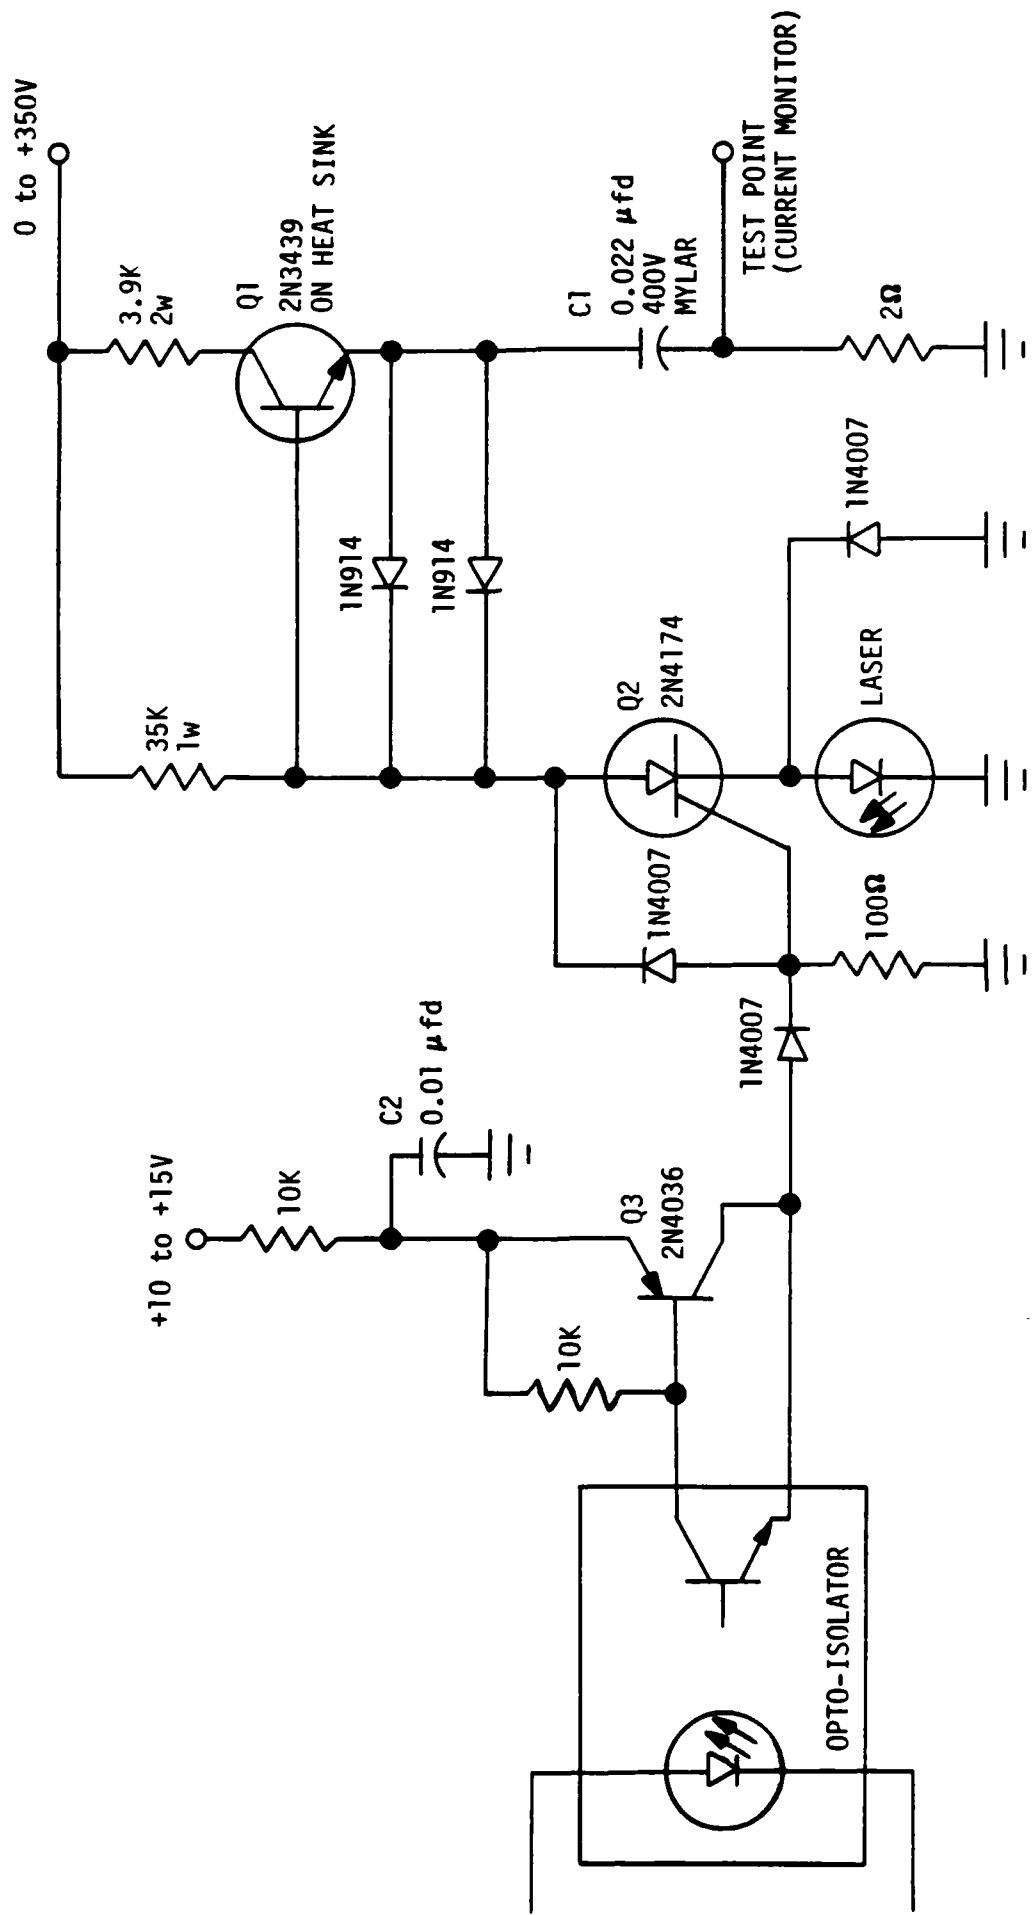 0 to +350V
3.9K
2w
Q1
2N3439
ON HEAT SINK
35K
1w
1N914
1N914
C1
0.022 µfd
400V
MYLAR
TEST POINT
(CURRENT MONITOR)
2Ω
1N4007
Q2
2N4174
LASER
1N4007
100Ω
1N4007
+10 to +15V
10K
C2
0.01 µfd
Q3
2N4036
10K
OPTO-ISOLATOR